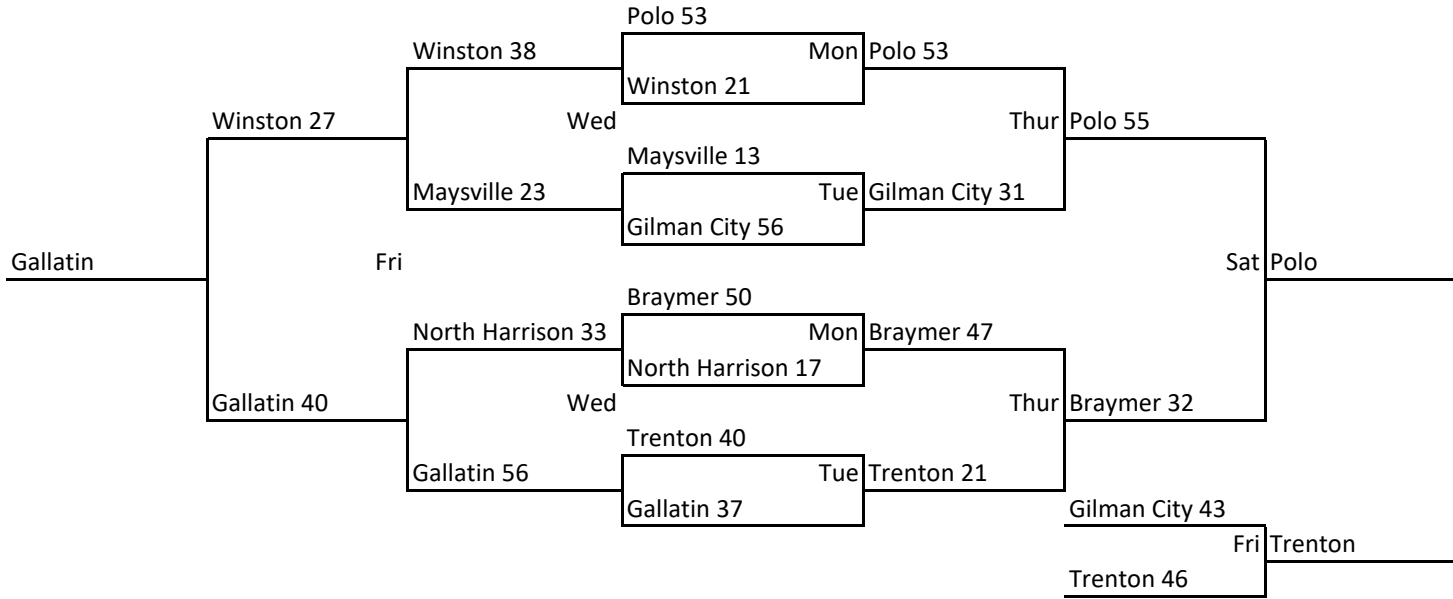 Polo 53
Winston 38
Mon
Polo 53
Winston 21
Winston 27
Wed
Thur
Polo 55
Maysville 13
Maysville 23
Tue
Gilman City 31
Gilman City 56
Gallatin
Fri
Sat
Polo
Braymer 50
North Harrison 33
Mon
Braymer 47
North Harrison 17
Gallatin 40
Wed
Thur
Braymer 32
Trenton 40
Gallatin 56
Tue
Trenton 21
Gallatin 37
Gilman City 43
Fri
Trenton
Trenton 46